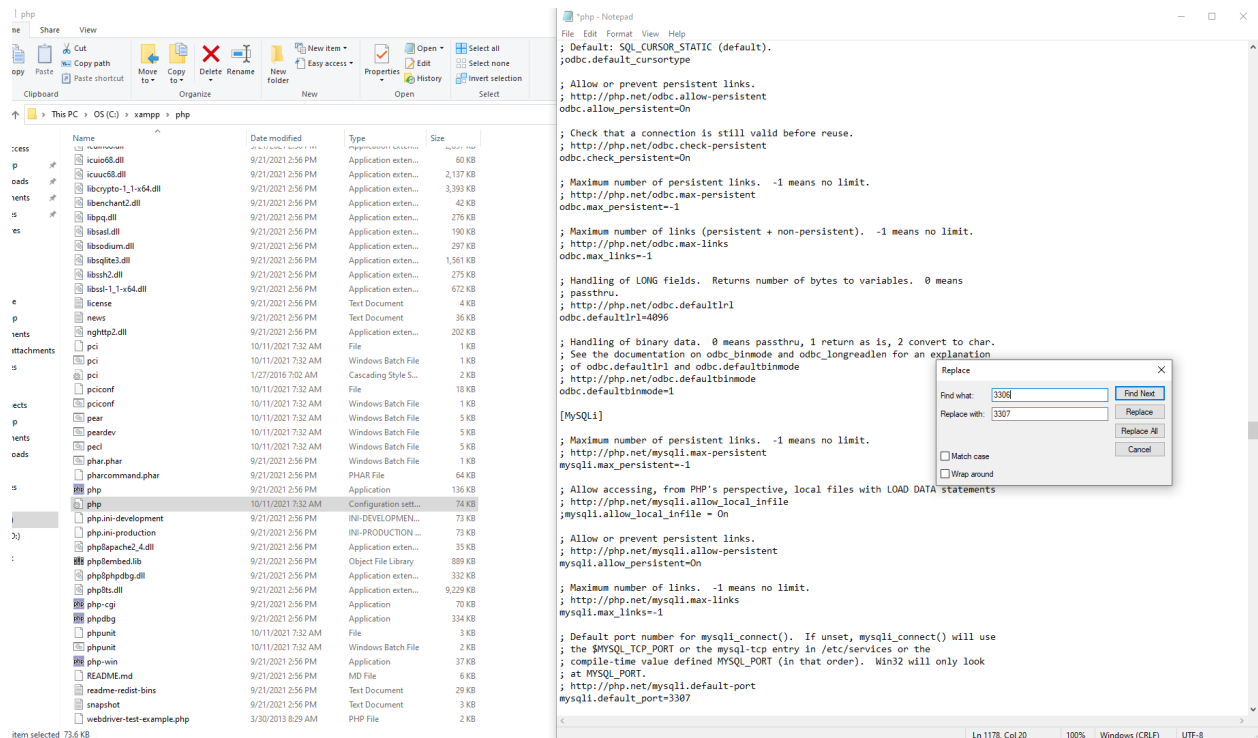 php
Share View
Cut
Copy path
Paste shortcut
Paste
Move to
Copy to
Delete
Rename
New folder
New item
Easy access
Properties
Open
Edit
History
Select all
Select none
Invert selection
Clipboard
Organize
New
Open
Select
This PC > OS (C:) > xampp > php
Name Date modified Type Size
icuio68.dll 9/21/2021 2:56 PM Application exten... 60 KB
icuuc68.dll 9/21/2021 2:56 PM Application exten... 2,137 KB
libcrypto-1_1-x64.dll 9/21/2021 2:56 PM Application exten... 3,393 KB
libenchant2.dll 9/21/2021 2:56 PM Application exten... 42 KB
libpq.dll 9/21/2021 2:56 PM Application exten... 276 KB
libsasl.dll 9/21/2021 2:56 PM Application exten... 190 KB
libsodium.dll 9/21/2021 2:56 PM Application exten... 297 KB
libsqlite3.dll 9/21/2021 2:56 PM Application exten... 1,561 KB
libssh2.dll 9/21/2021 2:56 PM Application exten... 275 KB
libssl-1_1-x64.dll 9/21/2021 2:56 PM Application exten... 672 KB
license 9/21/2021 2:56 PM Text Document 4 KB
news 9/21/2021 2:56 PM Text Document 36 KB
nghttp2.dll 9/21/2021 2:56 PM Application exten... 202 KB
pci 10/11/2021 7:32 AM File 1 KB
pci 10/11/2021 7:32 AM Windows Batch File 1 KB
pci 1/27/2016 7:02 AM Cascading Style S... 2 KB
pciconf 10/11/2021 7:32 AM File 18 KB
pciconf 10/11/2021 7:32 AM Windows Batch File 1 KB
pear 10/11/2021 7:32 AM Windows Batch File 5 KB
peardev 10/11/2021 7:32 AM Windows Batch File 5 KB
pecl 10/11/2021 7:32 AM Windows Batch File 5 KB
phar.phar 9/21/2021 2:56 PM Windows Batch File 1 KB
pharcommand.phar 9/21/2021 2:56 PM PHAR File 64 KB
php 9/21/2021 2:56 PM Application 136 KB
php 10/11/2021 7:32 AM Configuration sett... 74 KB
php.ini-development 9/21/2021 2:56 PM INI-DEVELOPMEN... 73 KB
php.ini-production 9/21/2021 2:56 PM INI-PRODUCTION ... 73 KB
php8apache2_4.dll 9/21/2021 2:56 PM Application exten... 35 KB
php8embed.lib 9/21/2021 2:56 PM Object File Library 889 KB
php8phpdbg.dll 9/21/2021 2:56 PM Application exten... 332 KB
php8ts.dll 9/21/2021 2:56 PM Application exten... 9,229 KB
php-cgi 9/21/2021 2:56 PM Application 70 KB
phpdbg 9/21/2021 2:56 PM Application 334 KB
phpunit 10/11/2021 7:32 AM File 3 KB
phpunit 10/11/2021 7:32 AM Windows Batch File 2 KB
php-win 9/21/2021 2:56 PM Application 37 KB
README.md 9/21/2021 2:56 PM MD File 6 KB
readme-redist-bins 9/21/2021 2:56 PM Text Document 29 KB
snapshot 9/21/2021 2:56 PM Text Document 3 KB
webdriver-test-example.php 3/30/2013 8:29 AM PHP File 2 KB
item selected 73.6 KB
*php - Notepad
File Edit Format View Help
; Default: SQL_CURSOR_STATIC (default).
;odbc.default_cursortype
; Allow or prevent persistent links.
; http://php.net/odbc.allow-persistent
odbc.allow_persistent=On
; Check that a connection is still valid before reuse.
; http://php.net/odbc.check-persistent
odbc.check_persistent=On
; Maximum number of persistent links.  -1 means no limit.
; http://php.net/odbc.max-persistent
odbc.max_persistent=-1
; Maximum number of links (persistent + non-persistent).  -1 means no limit.
; http://php.net/odbc.max-links
odbc.max_links=-1
; Handling of LONG fields.  Returns number of bytes to variables.  0 means
; passthru.
; http://php.net/odbc.defaultlrl
odbc.defaultlrl=4096
; Handling of binary data.  0 means passthru, 1 return as is, 2 convert to char.
; See the documentation on odbc_binmode and odbc_longreadlen for an explanation
; of odbc.defaultlrl and odbc.defaultbinmode
; http://php.net/odbc.defaultbinmode
odbc.defaultbinmode=1
[MySQLi]
; Maximum number of persistent links.  -1 means no limit.
; http://php.net/mysqli.max-persistent
mysqli.max_persistent=-1
; Allow accessing, from PHP's perspective, local files with LOAD DATA statements
; http://php.net/mysqli.allow_local_infile
;mysqli.allow_local_infile = On
; Allow or prevent persistent links.
; http://php.net/mysqli.allow-persistent
mysqli.allow_persistent=On
; Maximum number of links.  -1 means no limit.
; http://php.net/mysqli.max-links
mysqli.max_links=-1
; Default port number for mysqli_connect().  If unset, mysqli_connect() will use
; the $MYSQL_TCP_PORT or the mysql-tcp entry in /etc/services or the
; compile-time value defined MYSQL_PORT (in that order).  Win32 will only look
; at MYSQL_PORT.
; http://php.net/mysqli.default-port
mysqli.default_port=3307
Replace
Find what: 3306 Find Next
Replace with: 3307 Replace
Replace All
Cancel
Match case
Wrap around
Ln 1178, Col 20 100% Windows (CRLF) UTF-8